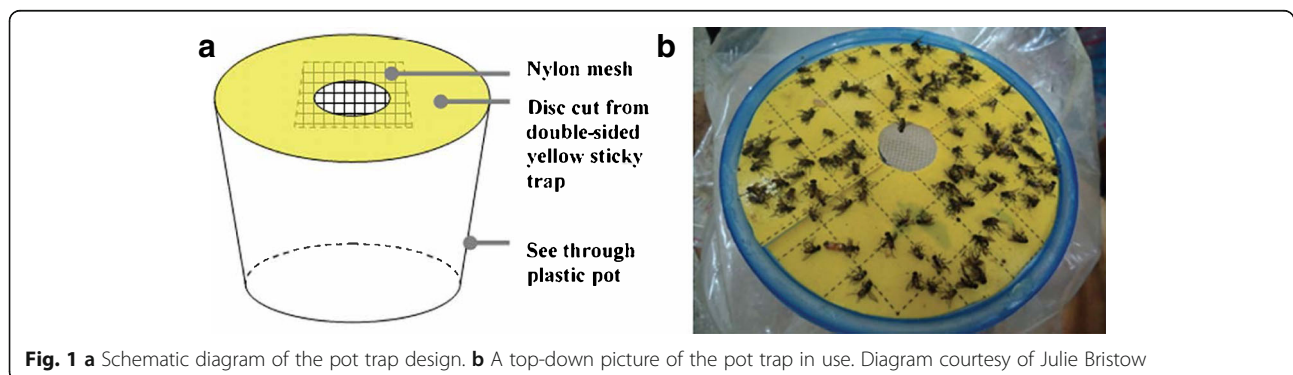 a
Nylon mesh
Disc cut from
double-sided
yellow sticky
trap
See through
plastic pot
b
Fig. 1 a Schematic diagram of the pot trap design. b A top-down picture of the pot trap in use. Diagram courtesy of Julie Bristow